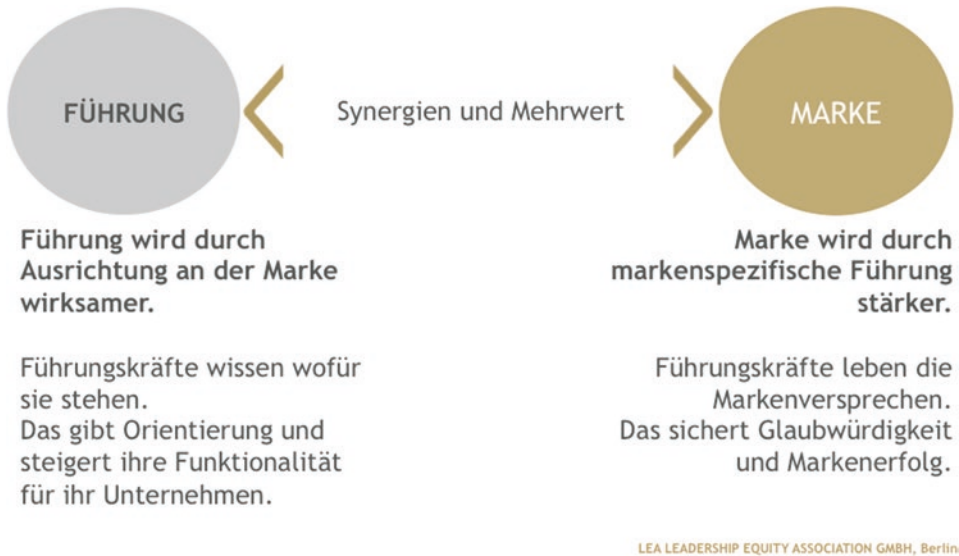 FÜHRUNG
Synergien und Mehrwert
MARKE
Führung wird durch
Ausrichtung an der Marke
wirksamer.
Führungskräfte wissen wofür
sie stehen.
Das gibt Orientierung und
steigert ihre Funktionalität
für ihr Unternehmen.
Marke wird durch
markenspezifische Führung
stärker.
Führungskräfte leben die
Markenversprechen.
Das sichert Glaubwürdigkeit
und Markenerfolg.
LEA LEADERSHIP EQUITY ASSOCIATION GMBH, Berlin